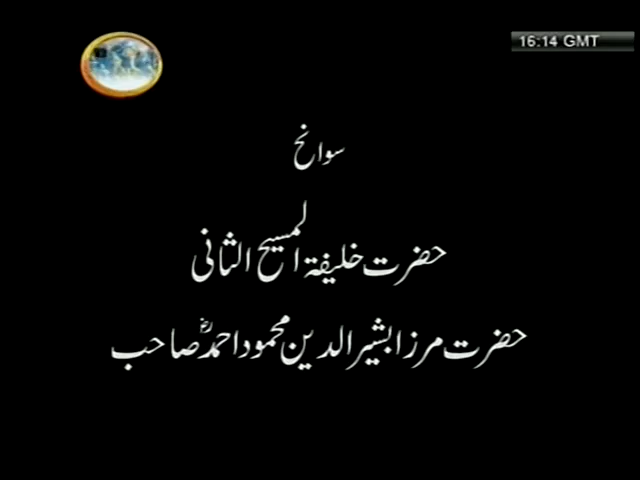 16:14 GMT
سوانح
حضرت خلیفۃ المسیح الثانی
حضرت مرزا بشیر الدین محمود احمدؓ صاحب